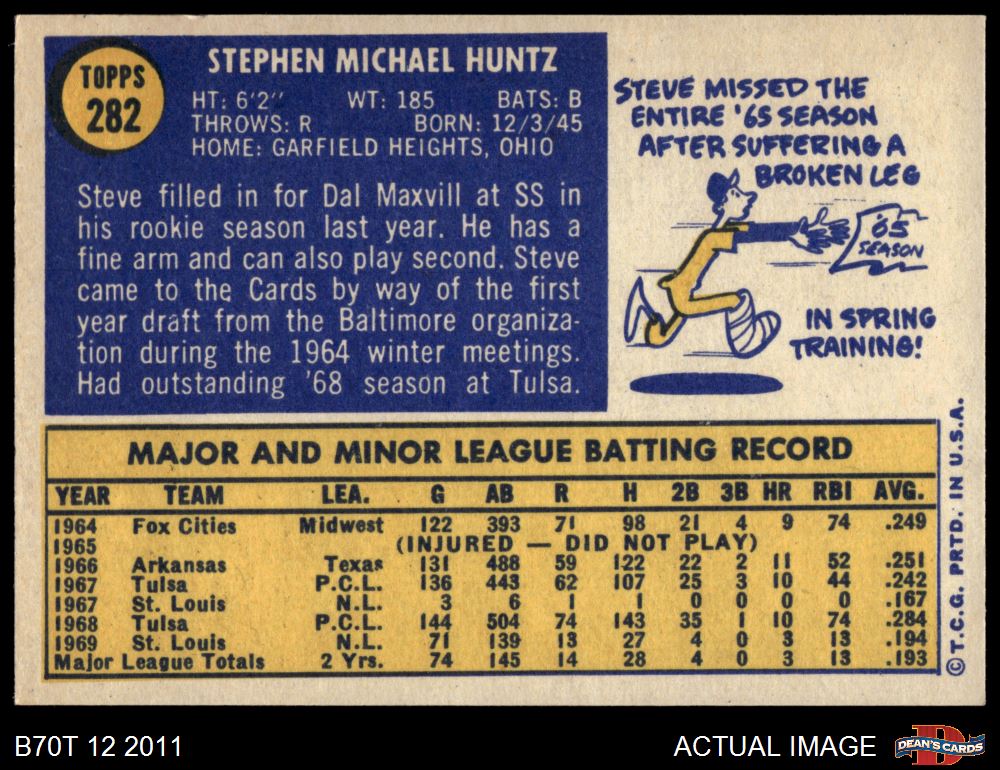 TOPPS
282
STEPHEN MICHAEL HUNTZ
HT: 6'2" WT: 185 BATS: B
THROWS: R BORN: 12/3/45
HOME: GARFIELD HEIGHTS, OHIO
Steve filled in for Dal Maxvill at SS in
his rookie season last year. He has a
fine arm and can also play second. Steve
came to the Cards by way of the first
year draft from the Baltimore organiza-
tion during the 1964 winter meetings.
Had outstanding '68 season at Tulsa.
STEVE MISSED THE
ENTIRE '65 SEASON
AFTER SUFFERING A
BROKEN LEG
'65
SEASON
IN SPRING
TRAINING!
MAJOR AND MINOR LEAGUE BATTING RECORD
YEAR TEAM LEA. G AB R H 2B 3B HR RBI AVG.
1964 Fox Cities Midwest 122 393 71 98 21 4 9 74 .249
1965 (INJURED — DID NOT PLAY)
1966 Arkansas Texas 131 488 59 122 22 2 11 52 .251
1967 Tulsa P.C.L. 136 443 62 107 25 3 10 44 .242
1967 St. Louis N.L. 3 6 1 1 0 0 0 0 .167
1968 Tulsa P.C.L. 144 504 74 143 35 1 10 74 .284
1969 St. Louis N.L. 71 139 13 27 4 0 3 13 .194
Major League Totals 2 Yrs. 74 145 14 28 4 0 3 13 .193
© T.C.G. PRTD. IN U.S.A.
B70T 12 2011
ACTUAL IMAGE
D
DEAN'S CARDS